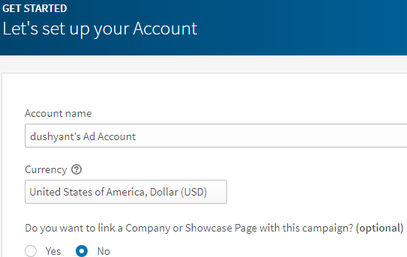 GET STARTED
Let's set up your Account
Account name
dushyant's Ad Account
Currency
United States of America, Dollar (USD)
Do you want to link a Company or Showcase Page with this campaign? (optional)
Yes No